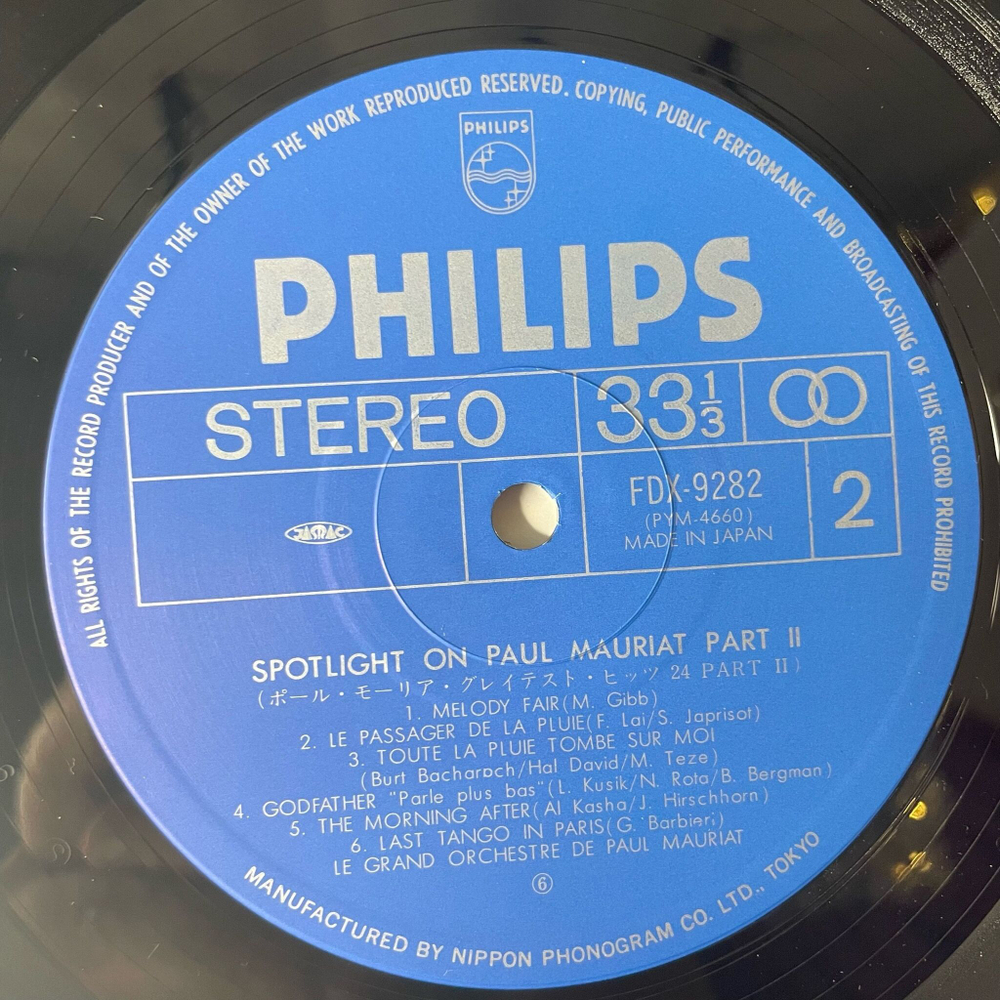 ALL RIGHTS OF THE RECORD PRODUCER AND OF THE OWNER OF THE WORK REPRODUCED RESERVED. COPYING, PUBLIC PERFORMANCE AND BROADCASTING OF THIS RECORD PROHIBITED
PHILIPS
PHILIPS
STEREO 33 1/3
JASRAC
FDX-9282 2
(PYM-4660)
MADE IN JAPAN
SPOTLIGHT ON PAUL MAURIAT PART II
(ポール・モーリア・グレイテスト・ヒッツ 24 PART II)
1. MELODY FAIR(M. Gibb)
2. LE PASSAGER DE LA PLUIE(F. Lai/S. Japrisot)
3. TOUTE LA PLUIE TOMBE SUR MOI
(Burt Bacharach/Hal David/M. Teze)
4. GODFATHER "Parle plus bas"(L. Kusik/N. Rota/B. Bergman)
5. THE MORNING AFTER(Al Kasha/J. Hirschhorn)
6. LAST TANGO IN PARIS(G. Barbieri)
LE GRAND ORCHESTRE DE PAUL MAURIAT
⑥
MANUFACTURED BY NIPPON PHONOGRAM CO. LTD., TOKYO